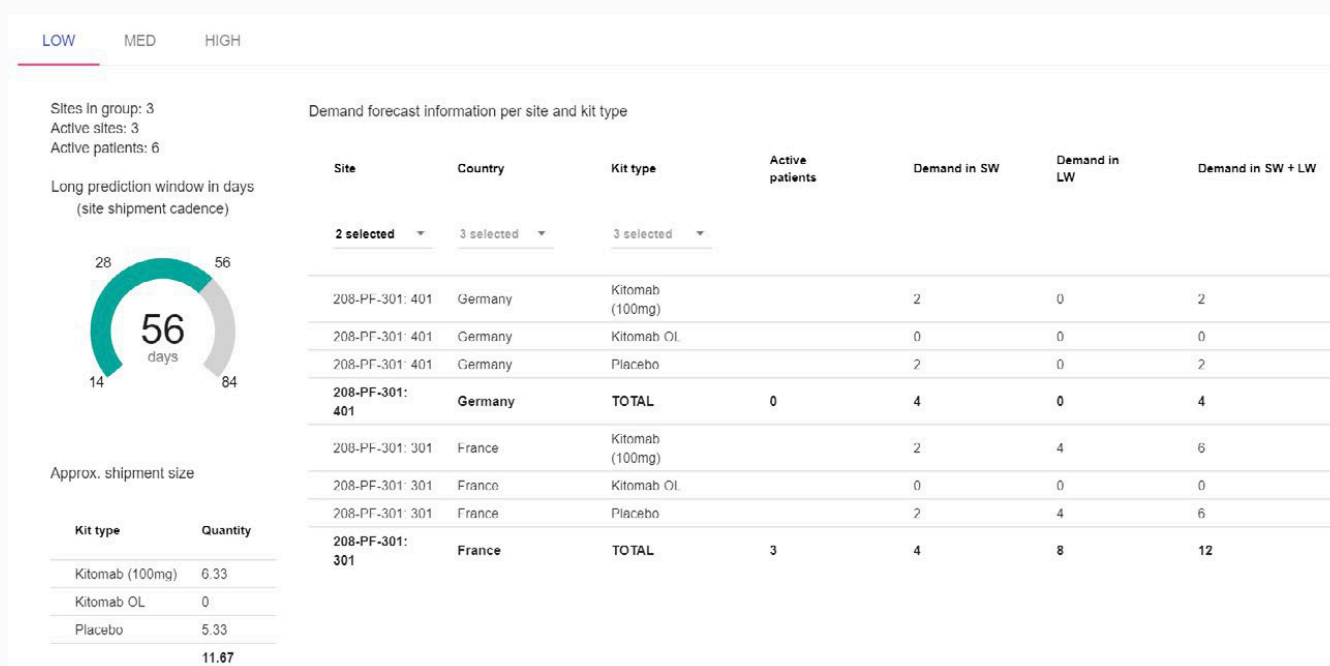 LOW MED HIGH
Sites in group: 3
Active sites: 3
Active patients: 6
Long prediction window in days
(site shipment cadence)
28 56
56
days
14 84
Approx. shipment size
Kit type Quantity
Kitomab (100mg) 6.33
Kitomab OL 0
Placebo 5.33
11.67
Demand forecast information per site and kit type
Site Country Kit type Active patients Demand in SW Demand in LW Demand in SW + LW
2 selected 3 selected 3 selected
208-PF-301: 401 Germany Kitomab (100mg) 2 0 2
208-PF-301: 401 Germany Kitomab OL 0 0 0
208-PF-301: 401 Germany Placebo 2 0 2
208-PF-301: 401 Germany TOTAL 0 4 0 4
208-PF-301: 301 France Kitomab (100mg) 2 4 6
208-PF-301: 301 France Kitomab OL 0 0 0
208-PF-301: 301 France Placebo 2 4 6
208-PF-301: 301 France TOTAL 3 4 8 12